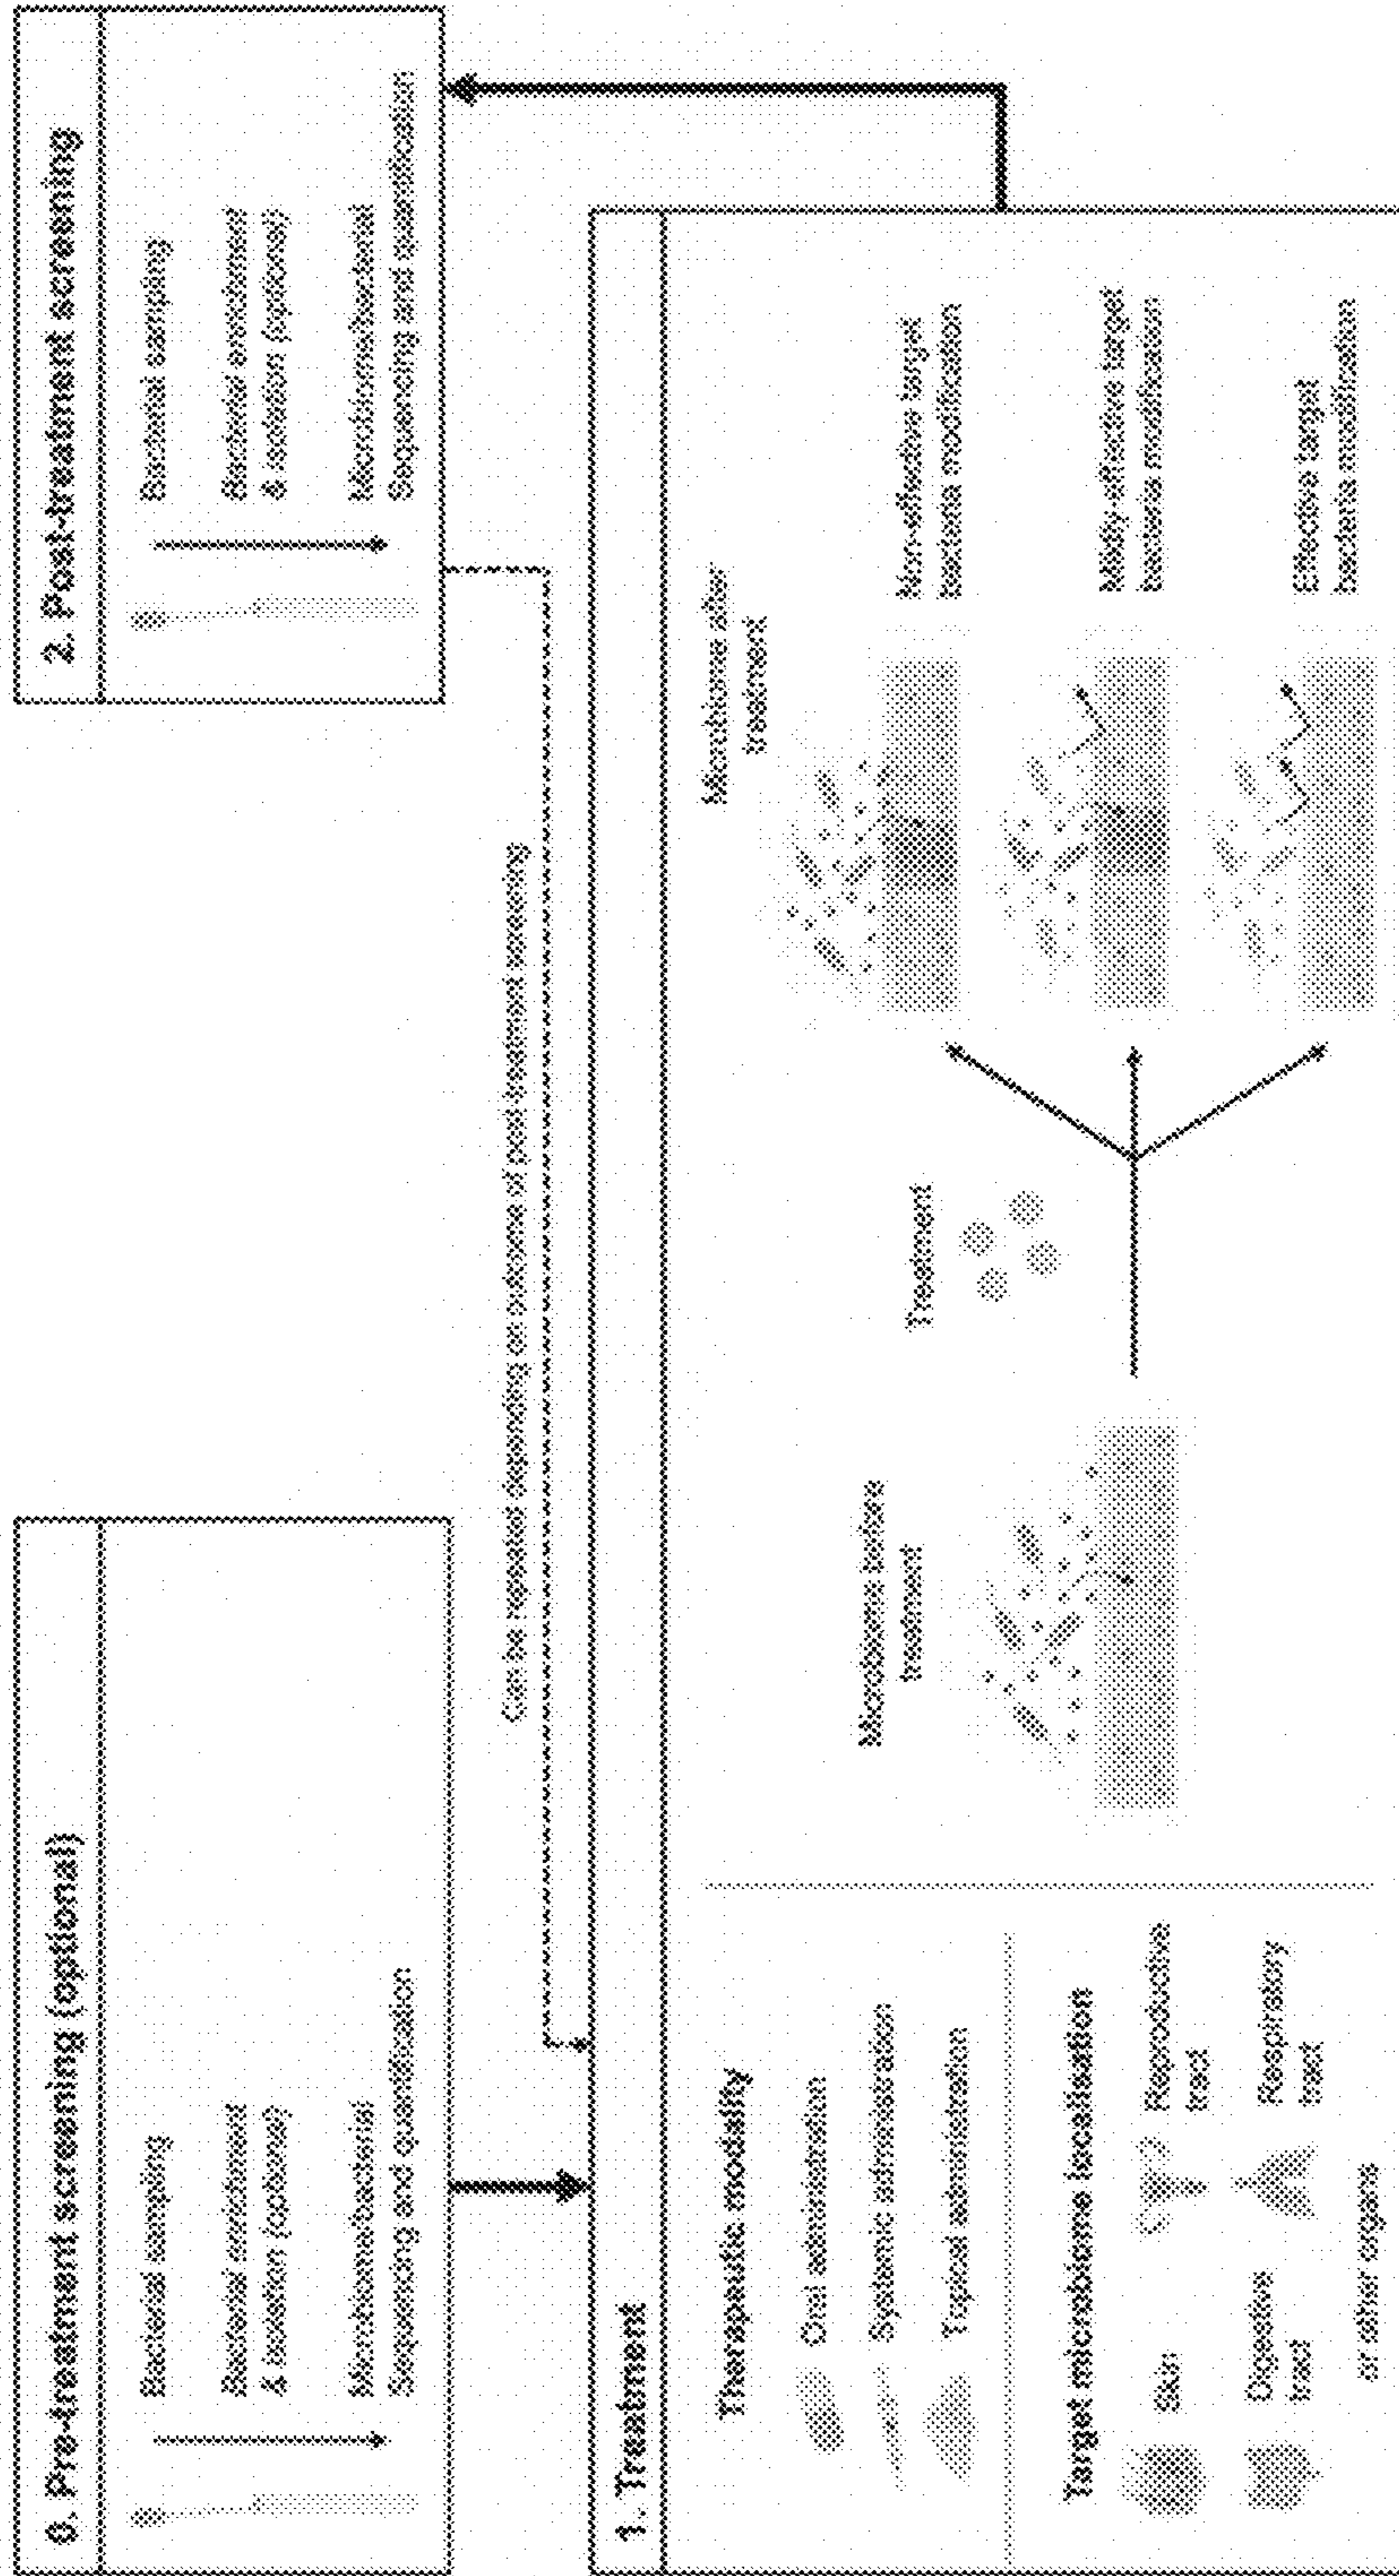 0. Pre-treatment screening (optional)
Bacterial sampling
Bacterial enrichment
& isolation (optional)
Microbiome/bacterial
Sequencing and quantification
2. Post-treatment screening
Bacterial sampling
Bacterial enrichment
& isolation (optional)
Microbiome/bacterial
Sequencing and quantification
Can be repeated depending on outcome of post-treatment screening
1. Treatment
Therapeutic modality
Oral administration
Systemic administration
Topical administration
Target microbiome localisation
Skin
Reproductive
tract
Digestive
tract
Respiratory
tract
or other organs
Microbiome before
treatment
Treatment
Microbiome after
treatment
Non-effective target
bacteria modification
Mildly-effective target
bacteria modification
Effective target
bacteria modification